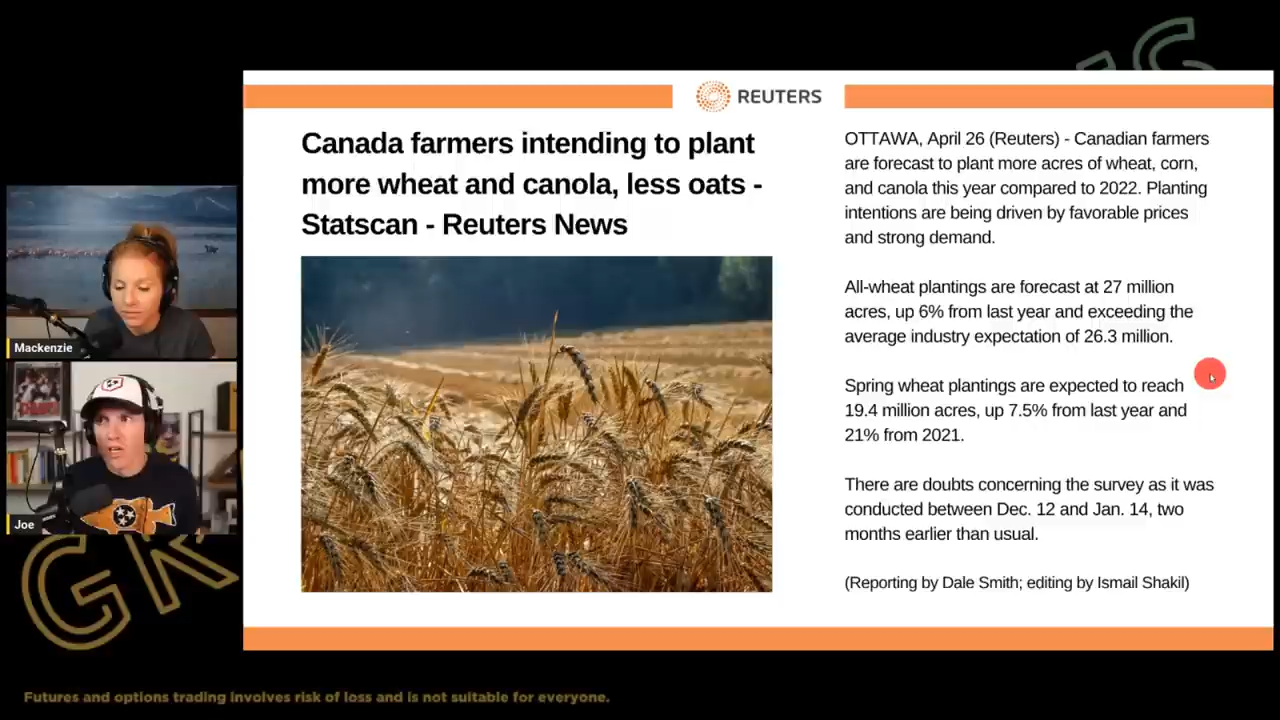 REUTERS
Canada farmers intending to plant
more wheat and canola, less oats -
Statscan - Reuters News
OTTAWA, April 26 (Reuters) - Canadian farmers
are forecast to plant more acres of wheat, corn,
and canola this year compared to 2022. Planting
intentions are being driven by favorable prices
and strong demand.
All-wheat plantings are forecast at 27 million
acres, up 6% from last year and exceeding the
average industry expectation of 26.3 million.
Spring wheat plantings are expected to reach
19.4 million acres, up 7.5% from last year and
21% from 2021.
There are doubts concerning the survey as it was
conducted between Dec. 12 and Jan. 14, two
months earlier than usual.
(Reporting by Dale Smith; editing by Ismail Shakil)
Mackenzie
Joe
Futures and options trading involves risk of loss and is not suitable for everyone.